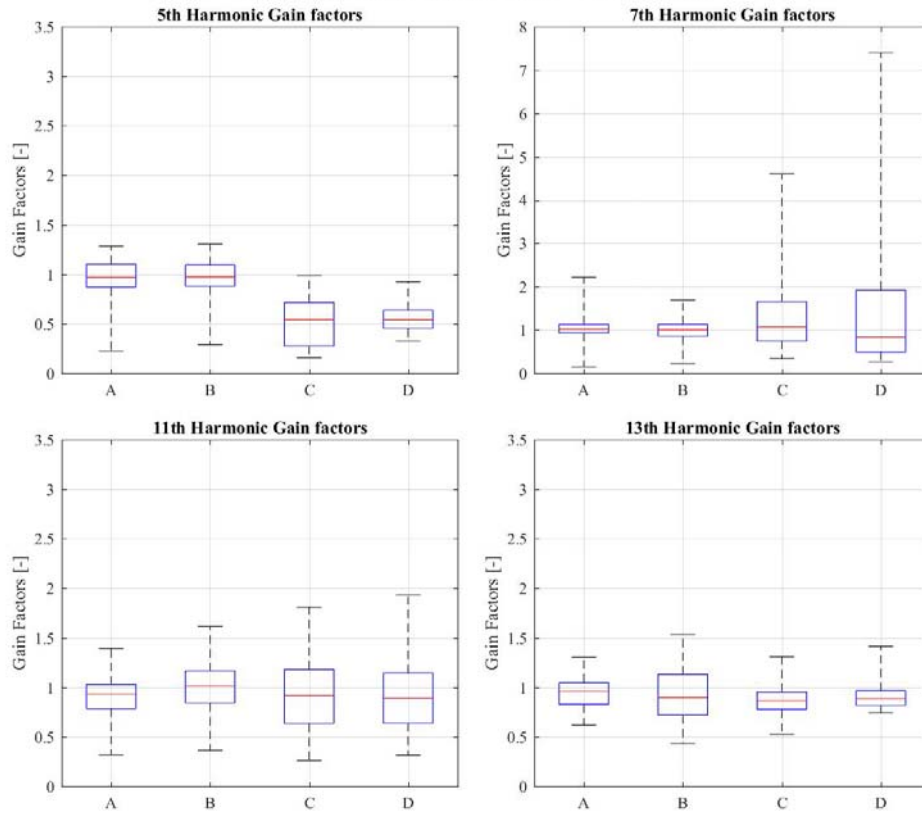 5th Harmonic Gain factors
Gain Factors [-]
3.5
3
2.5
2
1.5
1
0.5
0
A B C D
7th Harmonic Gain factors
Gain Factors [-]
8
7
6
5
4
3
2
1
0
A B C D
11th Harmonic Gain factors
Gain Factors [-]
3.5
3
2.5
2
1.5
1
0.5
0
A B C D
13th Harmonic Gain factors
Gain Factors [-]
3.5
3
2.5
2
1.5
1
0.5
0
A B C D